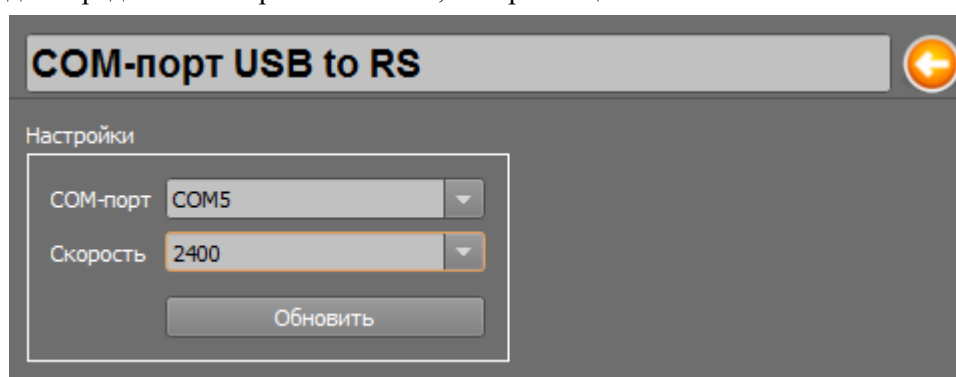 COM-порт USB to RS
Настройки
COM-порт COM5
Скорость 2400
Обновить